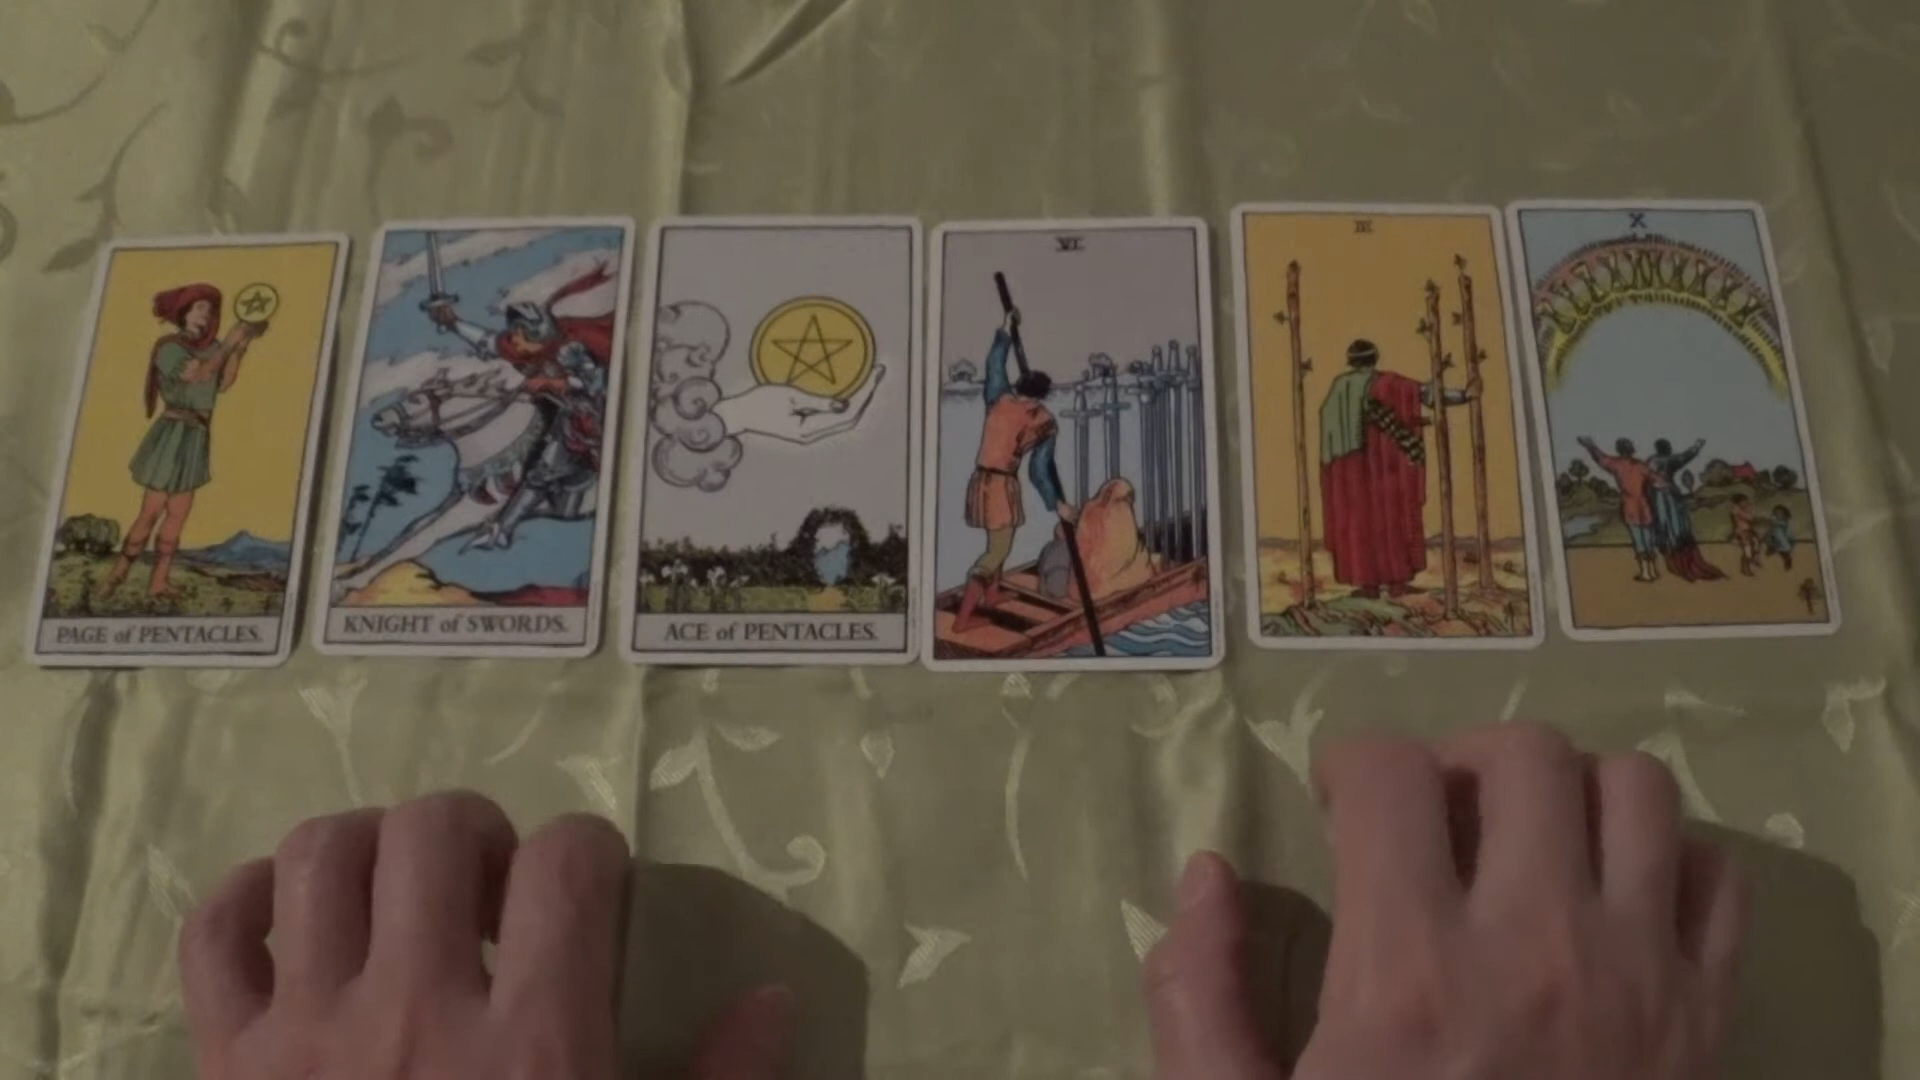 PAGE of PENTACLES.
KNIGHT of SWORDS.
ACE of PENTACLES.
VI
III
X